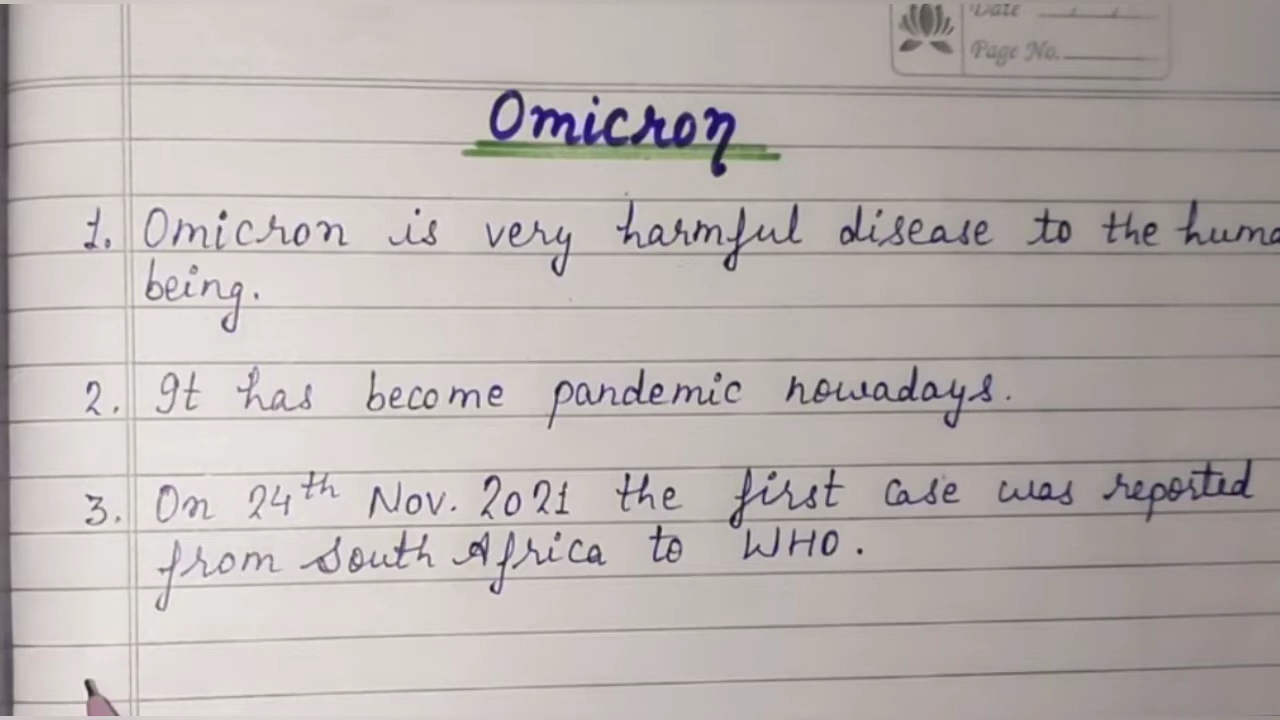 Date
Page No.
Omicron
1. Omicron is very harmful disease to the huma
being.
2. It has become pandemic nowadays.
3. On 24th Nov. 2021 the first case was reported
from South Africa to WHO.